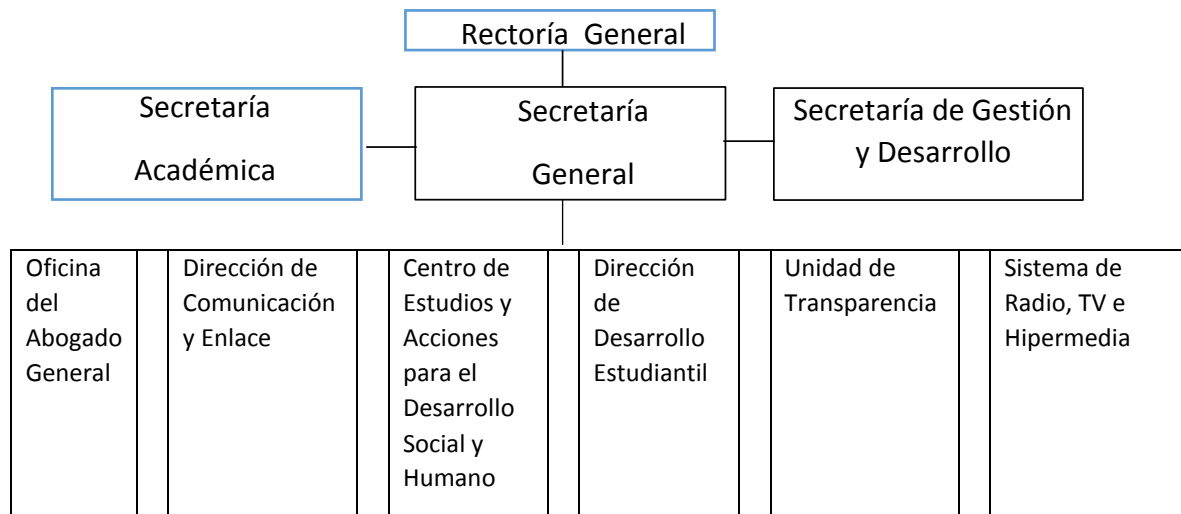 Rectoría General
Secretaría
Académica
Secretaría
General
Secretaría de Gestión
y Desarrollo
Oficina
del
Abogado
General
Dirección de
Comunicación
y Enlace
Centro de
Estudios y
Acciones
para el
Desarrollo
Social y
Humano
Dirección
de
Desarrollo
Estudiantil
Unidad de
Transparencia
Sistema de
Radio, TV e
Hipermedia